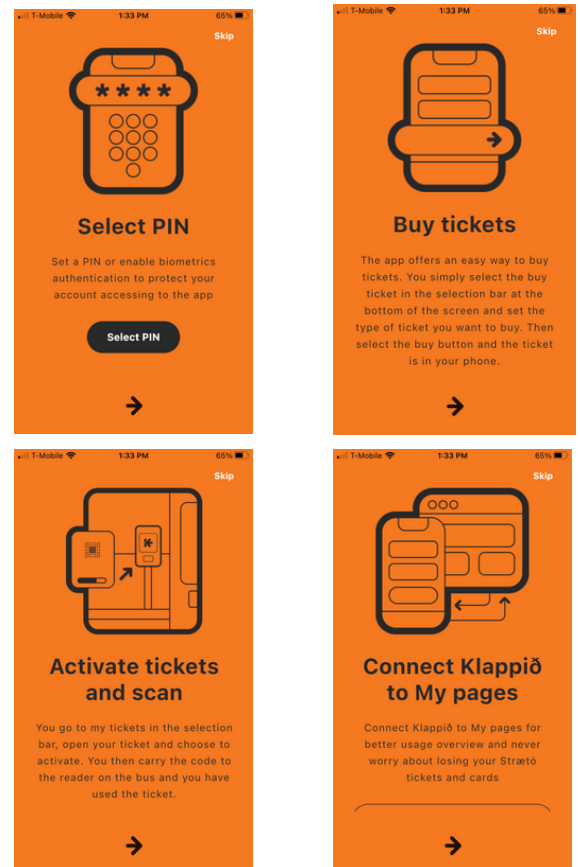 T-Mobile 1:33 PM 65%
Skip
* * * *
Select PIN
Set a PIN or enable biometrics
authentication to protect your
account accessing to the app
Select PIN
T-Mobile 1:33 PM 65%
Skip
Buy tickets
The app offers an easy way to buy
tickets. You simply select the buy
ticket in the selection bar at the
bottom of the screen and set the
type of ticket you want to buy. Then
select the buy button and the ticket
is in your phone.
T-Mobile 1:33 PM 65%
Skip
Activate tickets
and scan
You go to my tickets in the selection
bar, open your ticket and choose to
activate. You then carry the code to
the reader on the bus and you have
used the ticket.
T-Mobile 1:33 PM 65%
Skip
Connect Klappið
to My pages
Connect Klappið to My pages for
better usage overview and never
worry about losing your Strætó
tickets and cards